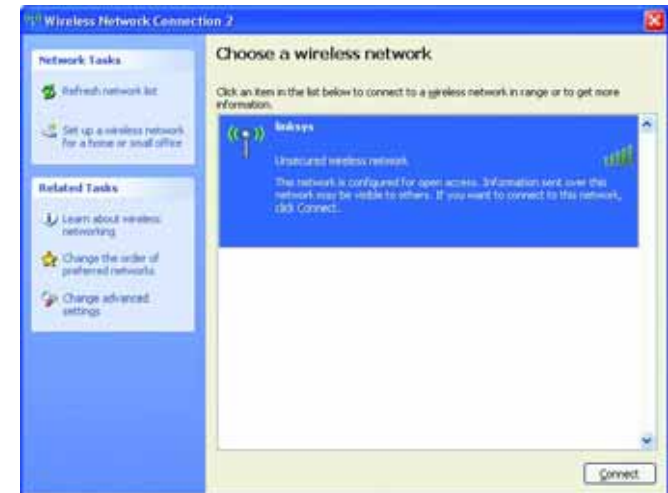 Wireless Network Connection 2
Network Tasks
Refresh network list
Set up a wireless network
for a home or small office
Related Tasks
Learn about wireless
networking
Change the order of
preferred networks
Change advanced
settings
Choose a wireless network
Click an item in the list below to connect to a wireless network in range or to get more
information.
linksys
Unsecured wireless network
This network is configured for open access. Information sent over this
network may be visible to others. If you want to connect to this network,
click Connect.
Connect